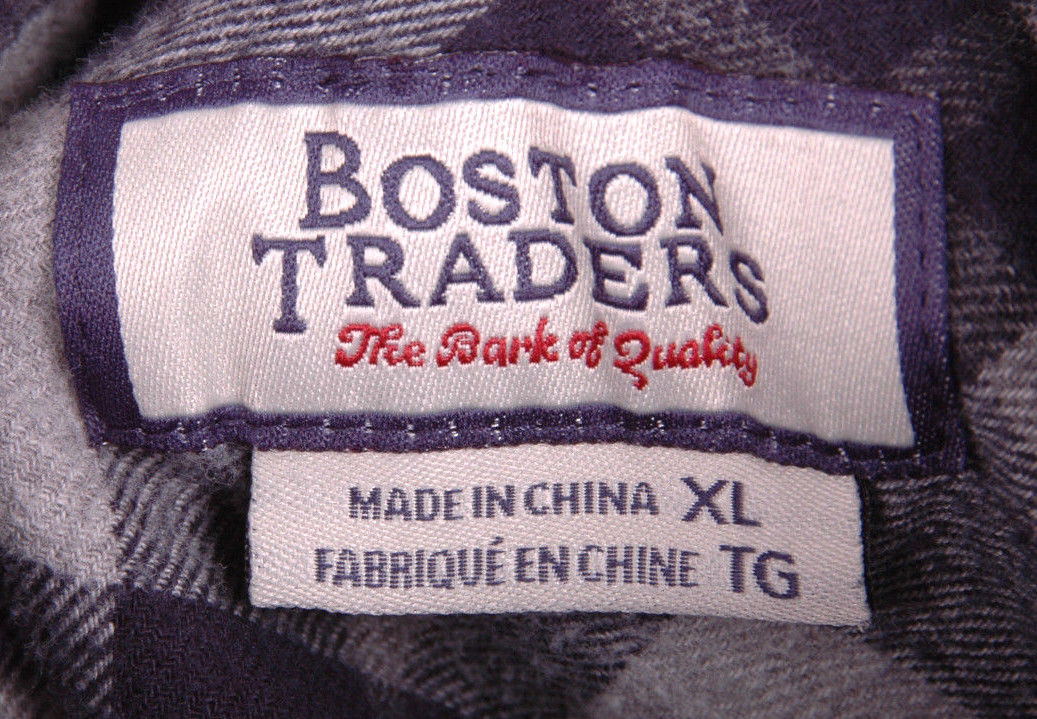 BOSTON
TRADERS
The Bark of Quality
MADE IN CHINA XL
FABRIQUÉ EN CHINE TG